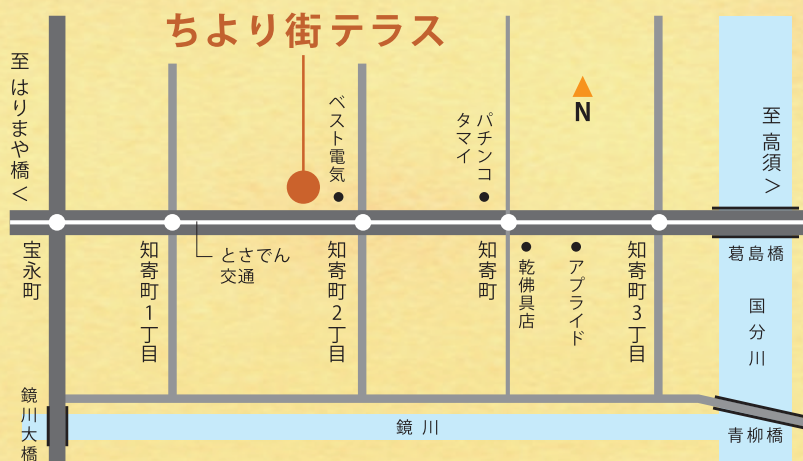 ちより街テラス
至 はりまや橋 <
ベスト電気
パチンコ
タマイ
N
至 高須 >
宝永町
知寄町1丁目
とさでん
交通
知寄町2丁目
知寄町
乾佛具店
アプライド
知寄町3丁目
葛島橋
国分川
鏡川大橋
鏡川
青柳橋